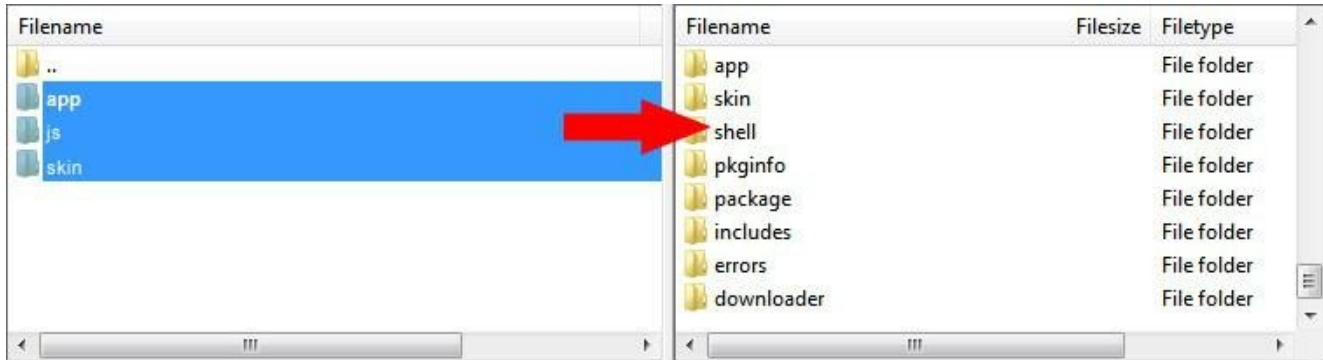 Filename
..
app
js
skin
Filename Filesize Filetype
app File folder
skin File folder
shell File folder
pkginfo File folder
package File folder
includes File folder
errors File folder
downloader File folder